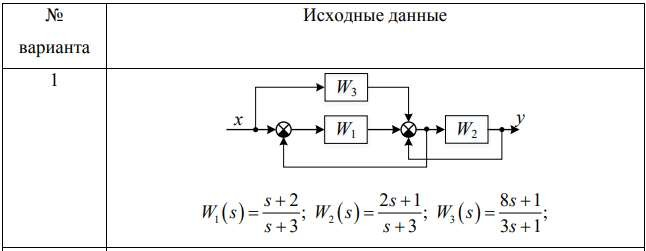 №
варианта
Исходные данные
1
W₃
x
W₁
W₂
y
W₁(s)=(s+2)/(s+3); W₂(s)=(2s+1)/(s+3); W₃(s)=(8s+1)/(3s+1);